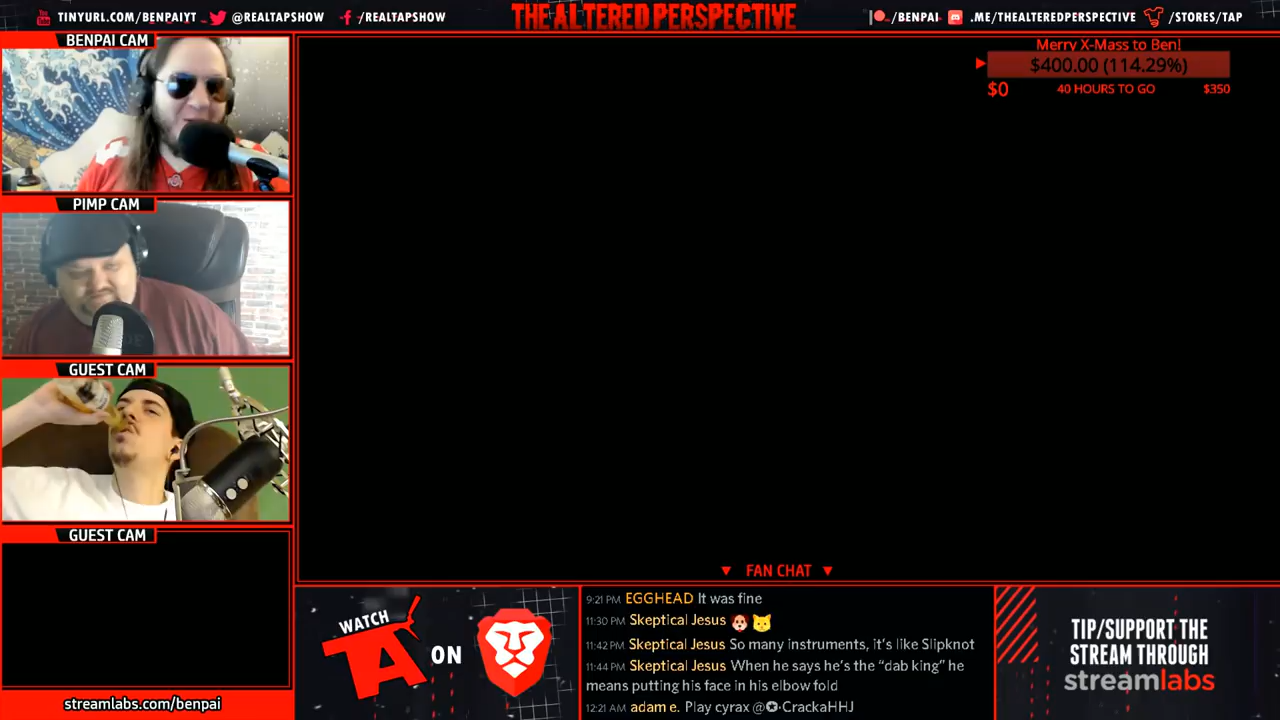 TINYURL.COM/BENPAIYT @REALTAPSHOW /REALTAPSHOW THE ALTERED PERSPECTIVE /BENPAI .ME/THEALTEREDPERSPECTIVE /STORES/TAP
BENPAI CAM
Merry X-Mass to Ben!
$400.00 (114.29%)
$0 40 HOURS TO GO $350
PIMP CAM
GUEST CAM
GUEST CAM
FAN CHAT
WATCH
ON
9:21 PM EGGHEAD It was fine
11:30 PM Skeptical Jesus
11:42 PM Skeptical Jesus So many instruments, it's like Slipknot
11:44 PM Skeptical Jesus When he says he's the “dab king” he
means putting his face in his elbow fold
12:21 AM adam e. Play cyrax @✪·CrackaHHJ
TIP/SUPPORT THE
STREAM THROUGH
streamlabs
streamlabs.com/benpai